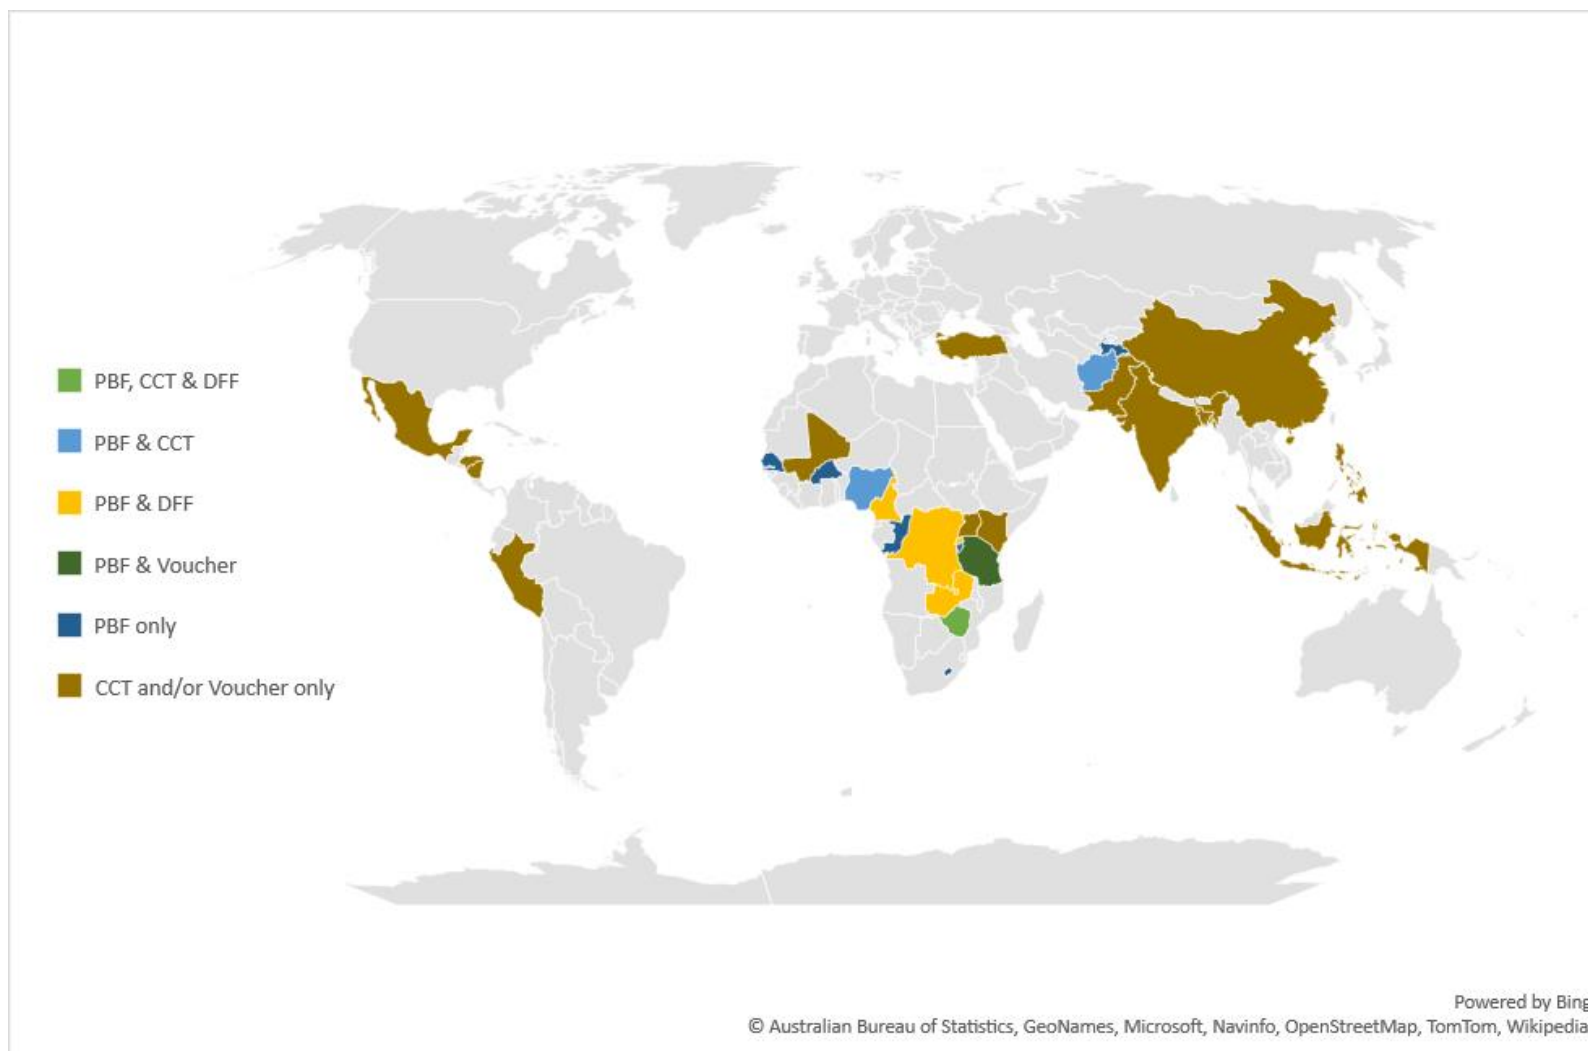 PBF, CCT & DFF
PBF & CCT
PBF & DFF
PBF & Voucher
PBF only
CCT and/or Voucher only
Powered by Bing
© Australian Bureau of Statistics, GeoNames, Microsoft, Navinfo, OpenStreetMap, TomTom, Wikipedia